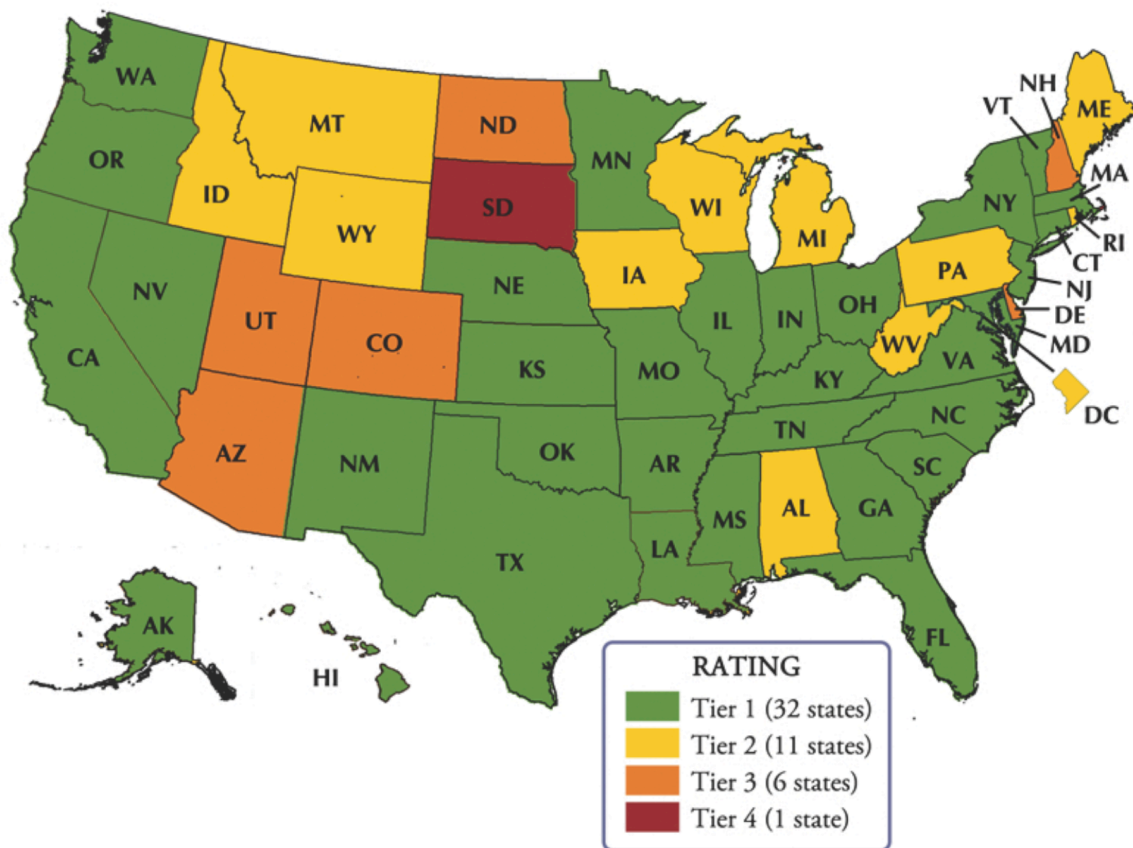 WA
MT
ND
MN
VT
NH
ME
OR
ID
SD
WI
MI
NY
MA
RI
CT
WY
IA
PA
NJ
NV
NE
OH
DE
UT
CO
IL
IN
WV
MD
CA
KS
MO
KY
VA
DC
AZ
NM
OK
AR
TN
NC
SC
MS
AL
GA
TX
LA
FL
AK
HI
RATING
Tier 1 (32 states)
Tier 2 (11 states)
Tier 3 (6 states)
Tier 4 (1 state)